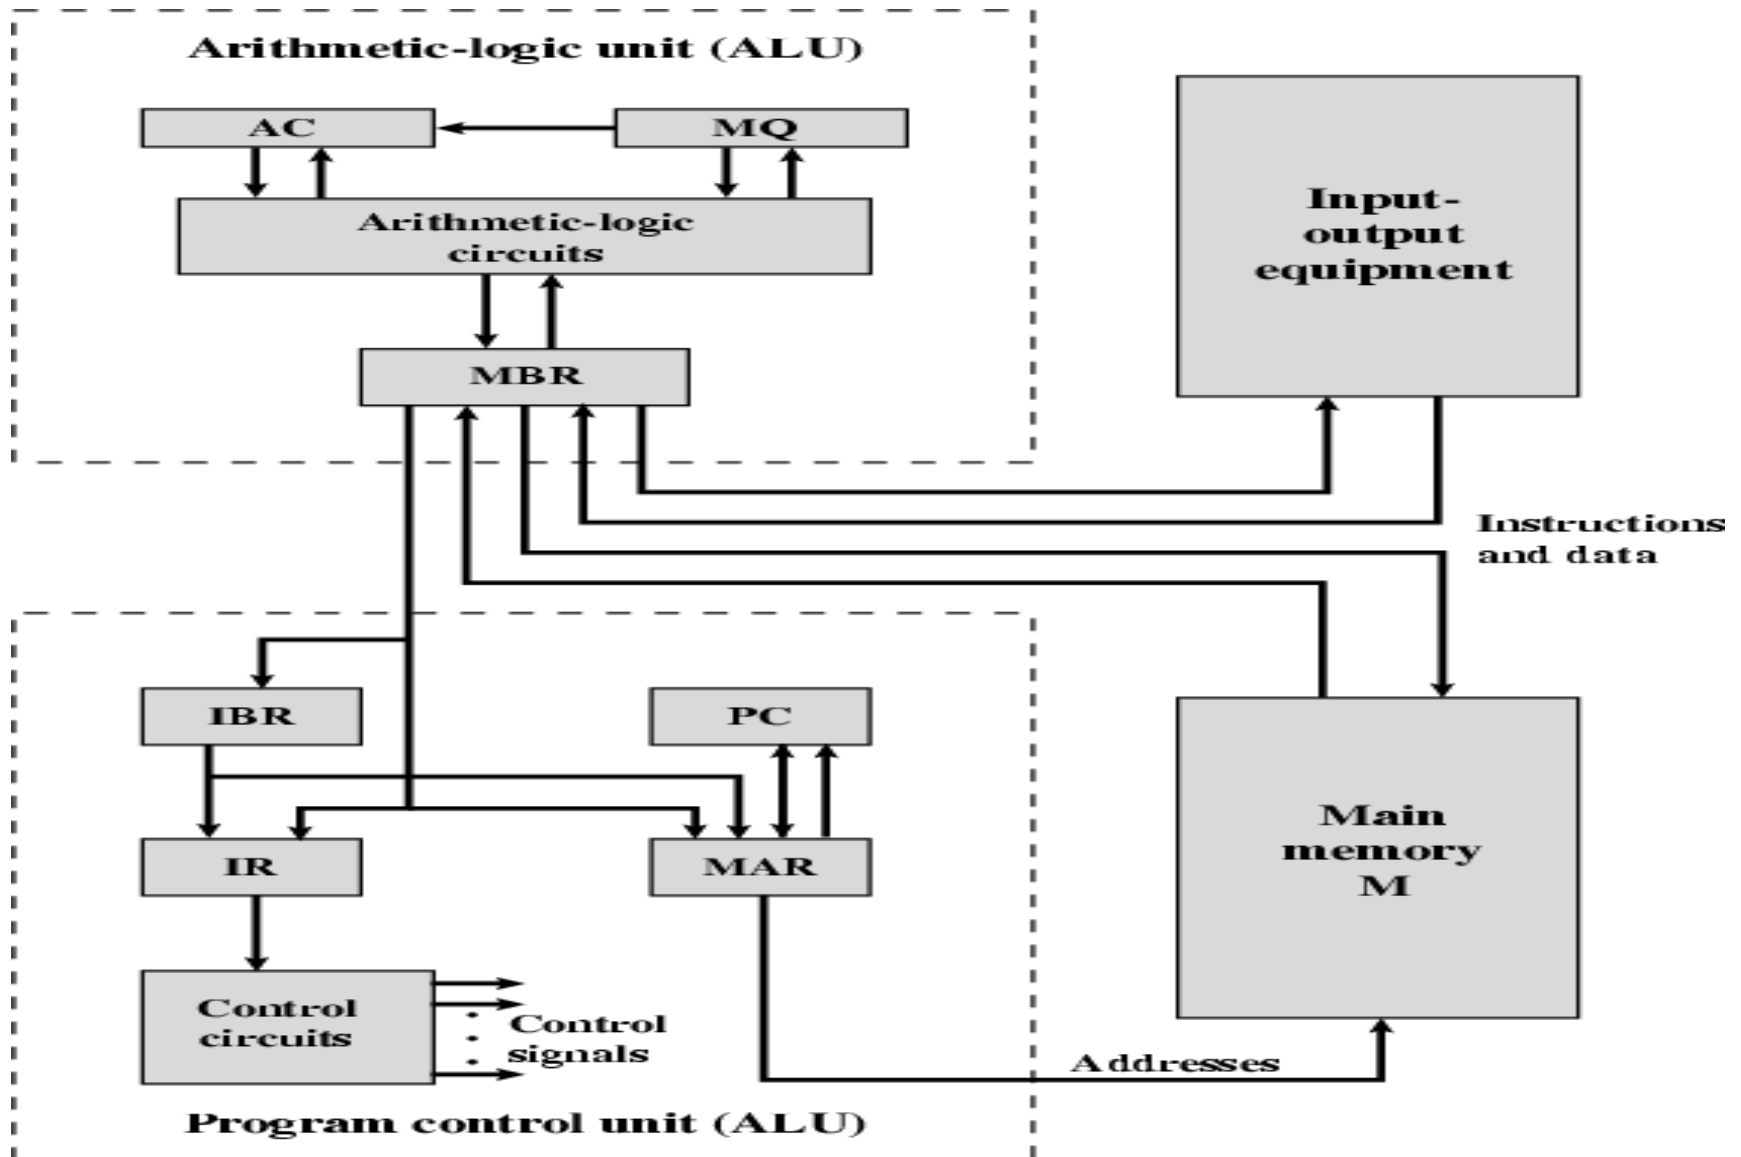 Arithmetic-logic unit (ALU)
AC
MQ
Arithmetic-logic
circuits
MBR
Input-
output
equipment
Instructions
and data
IBR
PC
IR
MAR
Main
memory
M
Control
circuits
Control
signals
Addresses
Program control unit (ALU)